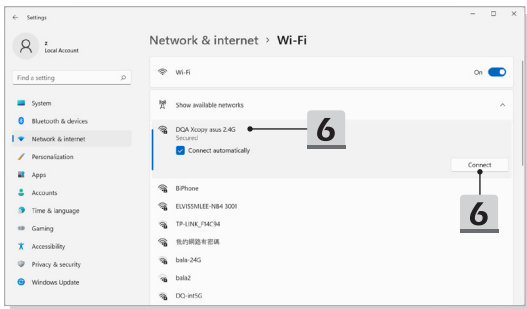 Settings
z
Local Account
Find a setting
System
Bluetooth & devices
Network & internet
Personalization
Apps
Accounts
Time & language
Gaming
Accessibility
Privacy & security
Windows Update
Network & internet > Wi-Fi
Wi-Fi
On
Show available networks
DQA Xcopy asus 2.4G
6
Secured
Connect automatically
Connect
6
BiPhone
ELVISSMLEE-NB4 3001
TP-LINK_F14C94
我的網路有密碼
bala-24G
bala2
DQ-int5G